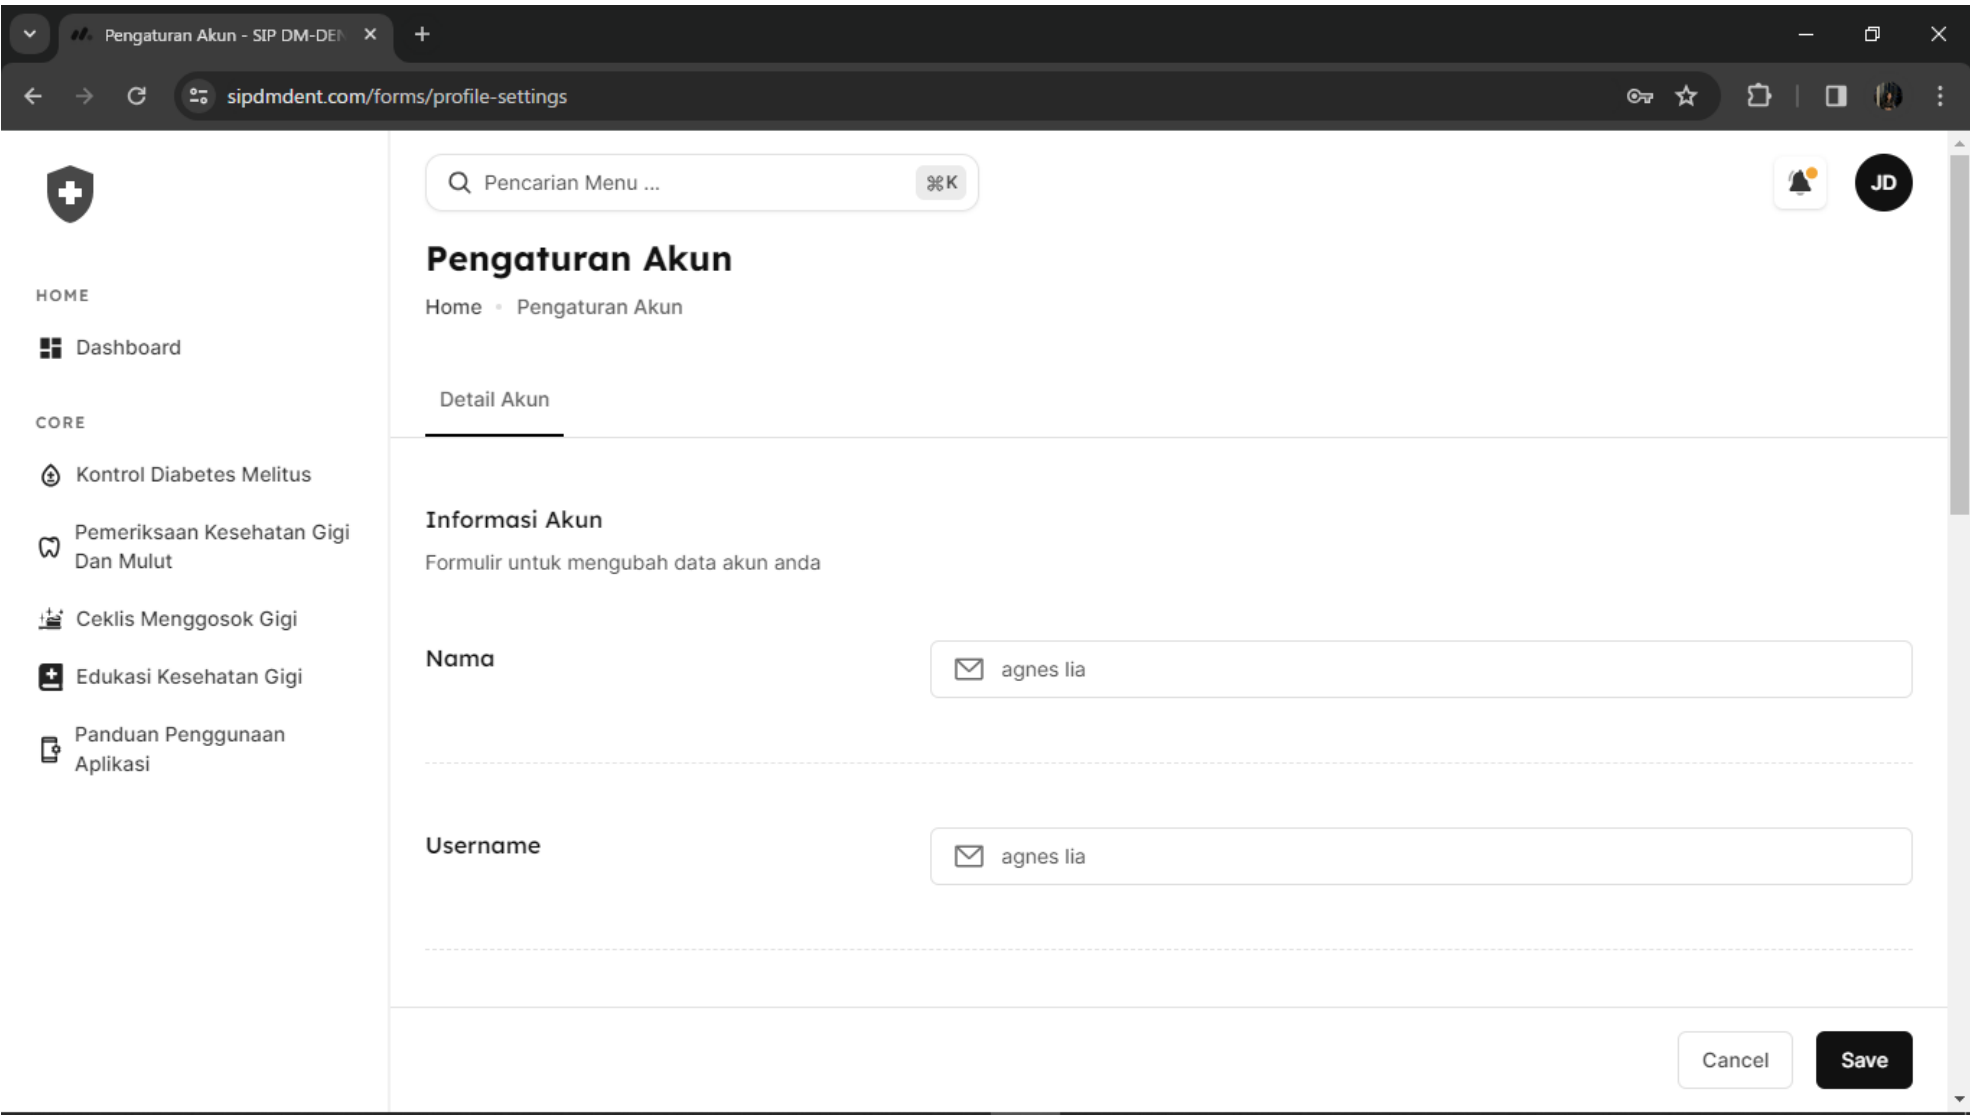 Pengaturan Akun - SIP DM-DEN
sipdmdent.com/forms/profile-settings
Pencarian Menu ...
⌘K
JD
Pengaturan Akun
Home • Pengaturan Akun
HOME
Dashboard
CORE
Kontrol Diabetes Melitus
Pemeriksaan Kesehatan Gigi
Dan Mulut
Ceklis Menggosok Gigi
Edukasi Kesehatan Gigi
Panduan Penggunaan
Aplikasi
Detail Akun
Informasi Akun
Formulir untuk mengubah data akun anda
Nama
agnes lia
Username
agnes lia
Cancel
Save